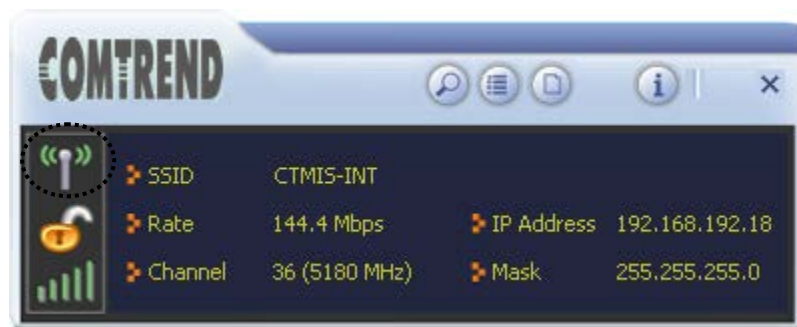 COMTREND
SSID CTMIS-INT
Rate 144.4 Mbps IP Address 192.168.192.18
Channel 36 (5180 MHz) Mask 255.255.255.0